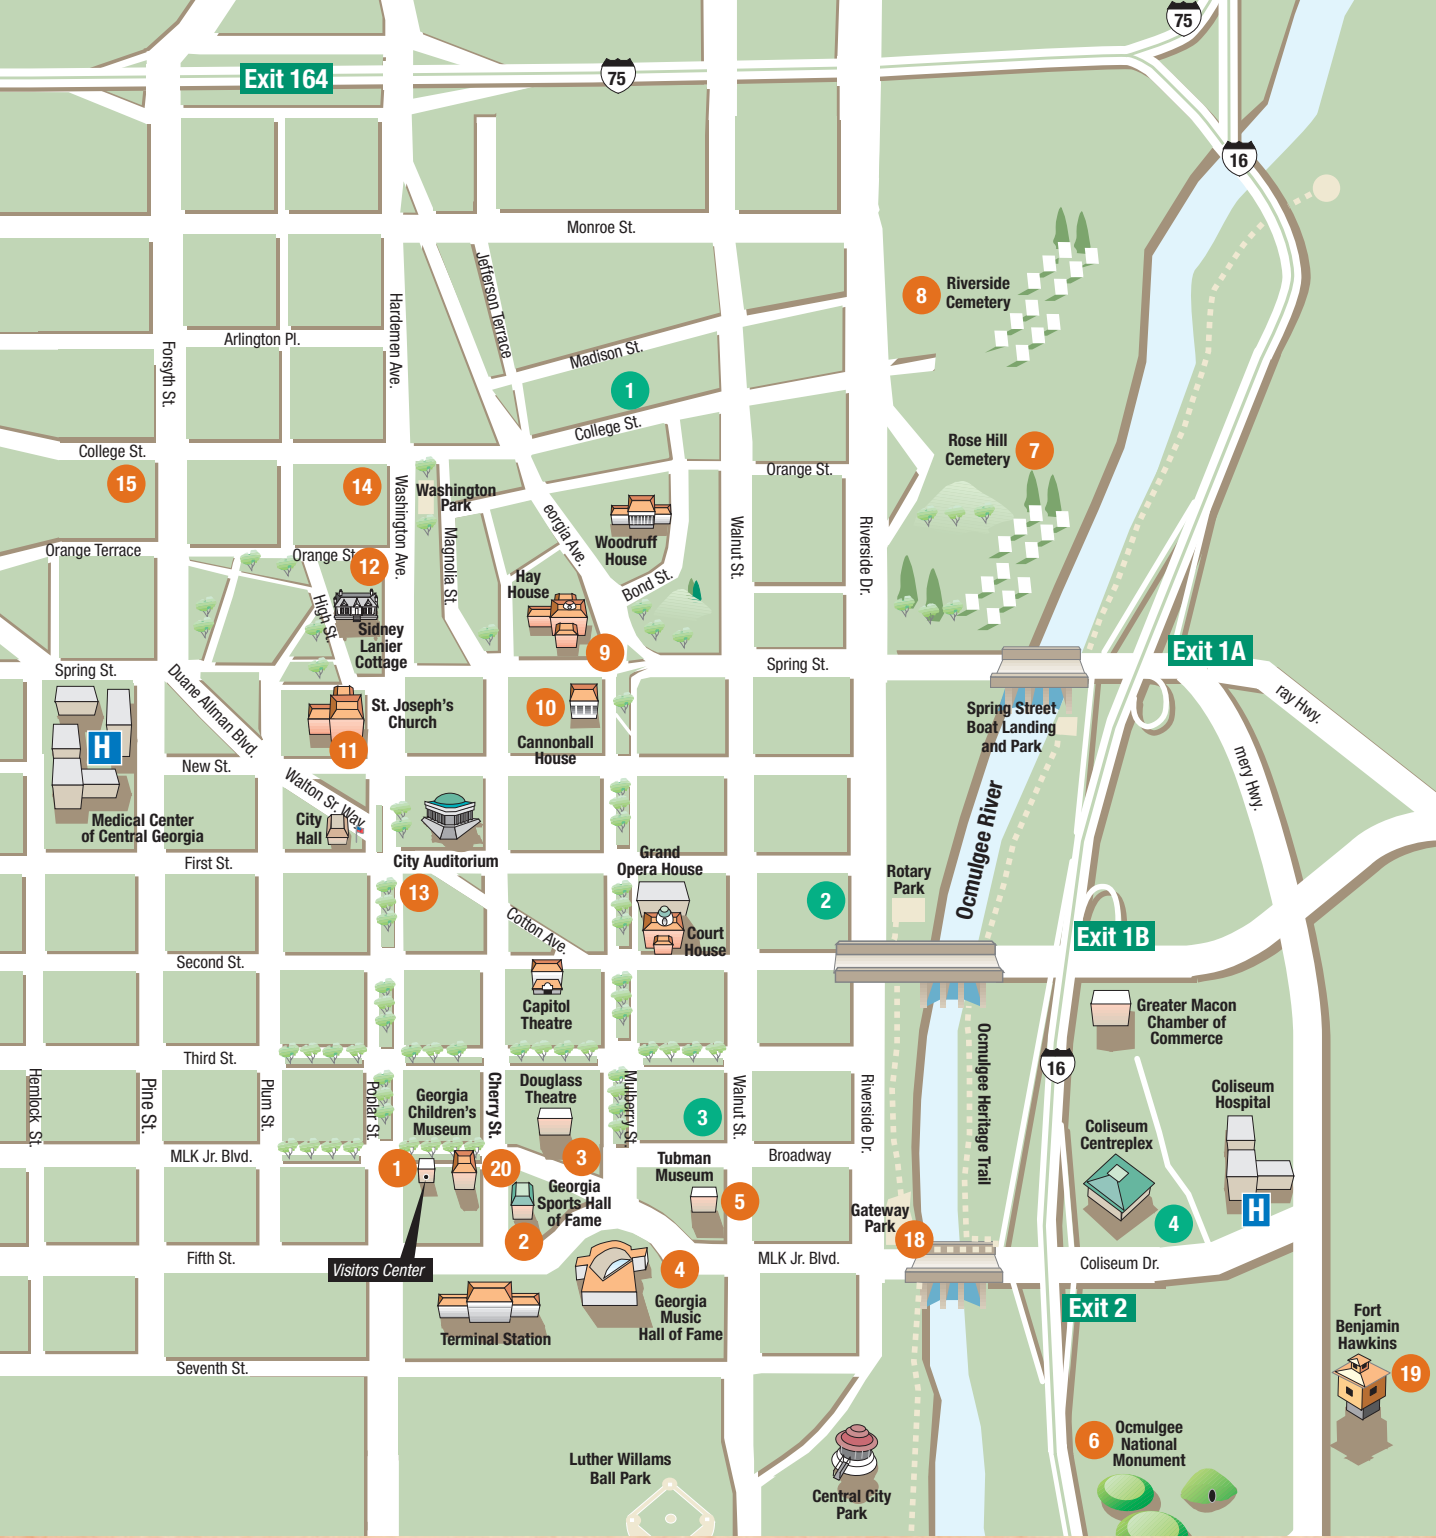 75
Exit 164
75
16
Monroe St.
Jefferson Terrace
Hardemen Ave.
8
Riverside
Cemetery
Arlington Pl.
Forsyth St.
Madison St.
1
College St.
College St.
Rose Hill
Cemetery
7
Orange St.
15
14
Washington Ave.
Washington
Park
Magnolia St.
eorgia Ave.
Woodruff
House
Walnut St.
Riverside Dr.
Orange Terrace
Orange St.
12
High St.
Sidney
Lanier
Cottage
Hay
House
Bond St.
9
Spring St.
Spring St.
Exit 1A
ray Hwy.
mery Hwy.
Duane Allman Blvd.
St. Joseph's
Church
11
10
Cannonball
House
Spring Street
Boat Landing
and Park
H
Medical Center
of Central Georgia
New St.
Walton Sr. Way
City
Hall
City Auditorium
13
First St.
Grand
Opera House
Court
House
2
Rotary
Park
Ocmulgee River
Cotton Ave.
Exit 1B
Second St.
Capitol
Theatre
Greater Macon
Chamber of
Commerce
Ocmulgee Heritage Trail
16
Third St.
Hemlock St.
Pine St.
Plum St.
Poplar St.
Georgia
Children's
Museum
Cherry St.
Douglass
Theatre
Mulberry St.
3
Walnut St.
Riverside Dr.
Coliseum
Hospital
H
Coliseum
Centreplex
4
MLK Jr. Blvd.
Broadway
1
20
3
Tubman
Museum
5
Georgia
Sports Hall
of Fame
2
Gateway
Park
18
Fifth St.
Visitors Center
MLK Jr. Blvd.
Coliseum Dr.
4
Georgia
Music
Hall of Fame
Terminal Station
Exit 2
Fort
Benjamin
Hawkins
19
Seventh St.
6
Ocmulgee
National
Monument
Luther Willams
Ball Park
Central City
Park